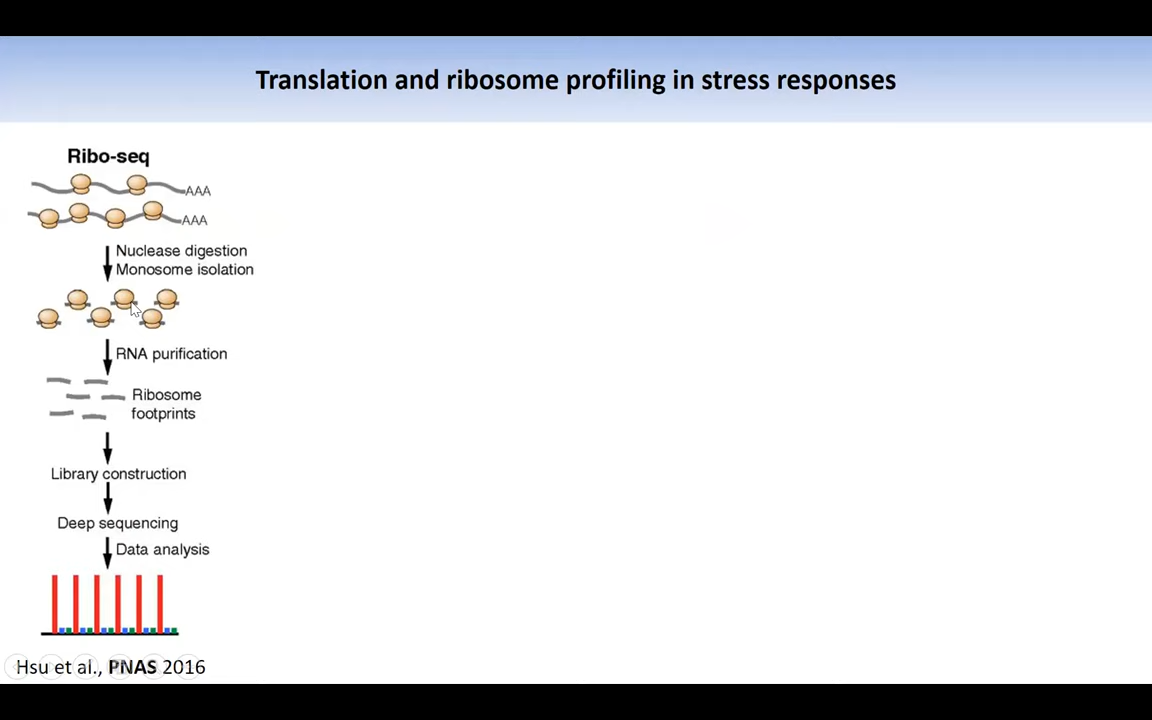 Translation and ribosome profiling in stress responses
Ribo-seq
AAA
AAA
Nuclease digestion
Monosome isolation
RNA purification
Ribosome
footprints
Library construction
Deep sequencing
Data analysis
Hsu et al., PNAS 2016